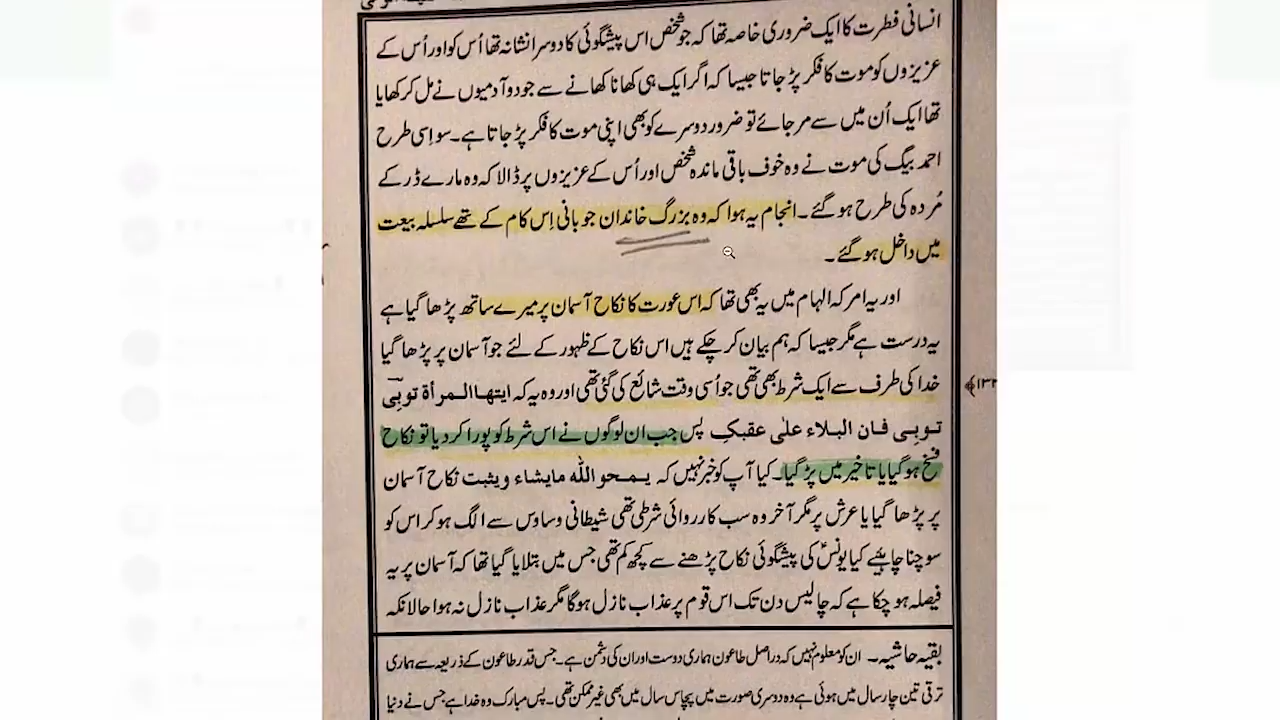 انسانی فطرت کا ایک ضروری خاصہ تھا کہ جو شخص اس پیشگوئی کا دوسرا نشانہ تھا اُس کو اور اُس کے
عزیزوں کو موت کا فکر پڑ جاتا جیسا کہ اگر ایک ہی کھانا کھانے سے جو دو آدمیوں نے مل کر کھایا
تھا ایک اُن میں سے مر جائے تو ضرور دوسرے کو بھی اپنی موت کا فکر پڑ جاتا ہے۔ سو اِسی طرح
احمد بیگ کی موت نے وہ خوف باقی ماندہ شخص اور اُس کے عزیزوں پر ڈالا کہ وہ مارے ڈر کے
مُردہ کی طرح ہو گئے۔ انجام یہ ہوا کہ وہ بزرگ خاندان جو بانی اِس کام کے تھے سلسلہ بیعت
میں داخل ہو گئے۔
اور یہ امر کہ الہام میں یہ بھی تھا کہ اس عورت کا نکاح آسمان پر میرے ساتھ پڑھا گیا ہے
یہ درست ہے مگر جیسا کہ ہم بیان کر چکے ہیں اس نکاح کے ظہور کے لئے جو آسمان پر پڑھا گیا
خدا کی طرف سے ایک شرط بھی تھی جو اُسی وقت شائع کی گئی تھی اور وہ یہ کہ ایتھا المرأۃ توبِی
توبِی فان البلاء علٰی عقبکِ پس جب ان لوگوں نے اس شرط کو پورا کر دیا تو نکاح
فسخ ہو گیا یا تاخیر میں پڑ گیا۔ کیا آپ کو خبر نہیں کہ یمحو اللّٰہ مایشاء ویثبت نکاح آسمان
پر پڑھا گیا یا عرش پر مگر آخر وہ سب کارروائی شرطی تھی شیطانی وساوس سے الگ ہو کر اس کو
سوچنا چاہئیے کیا یونسؑ کی پیشگوئی نکاح پڑھنے سے کچھ کم تھی جس میں بتلایا گیا تھا کہ آسمان پر یہ
فیصلہ ہو چکا ہے کہ چالیس دن تک اس قوم پر عذاب نازل ہوگا مگر عذاب نازل نہ ہوا حالانکہ
بقیہ حاشیہ۔ ان کو معلوم نہیں کہ دراصل طاعون ہماری دوست اور ان کی دشمن ہے۔ جس قدر طاعون کے ذریعہ سے ہماری
ترقی تین چار سال میں ہوئی ہے وہ دوسری صورت میں پچاس سال میں بھی غیر ممکن تھی۔ پس مبارک وہ خدا ہے جس نے دنیا